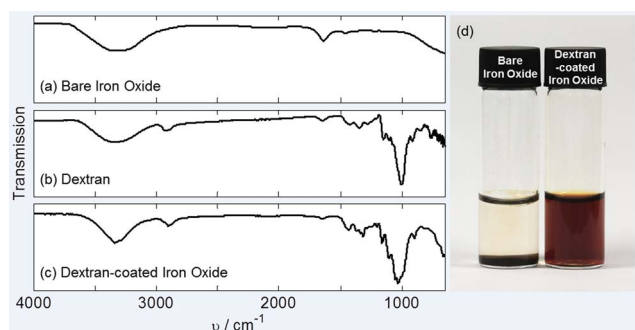 (a) Bare Iron Oxide
(b) Dextran
(c) Dextran-coated Iron Oxide
Transmission
4000 3000 2000 1000
υ / cm⁻¹
(d)
Bare
Iron Oxide
Dextran
-coated
Iron Oxide